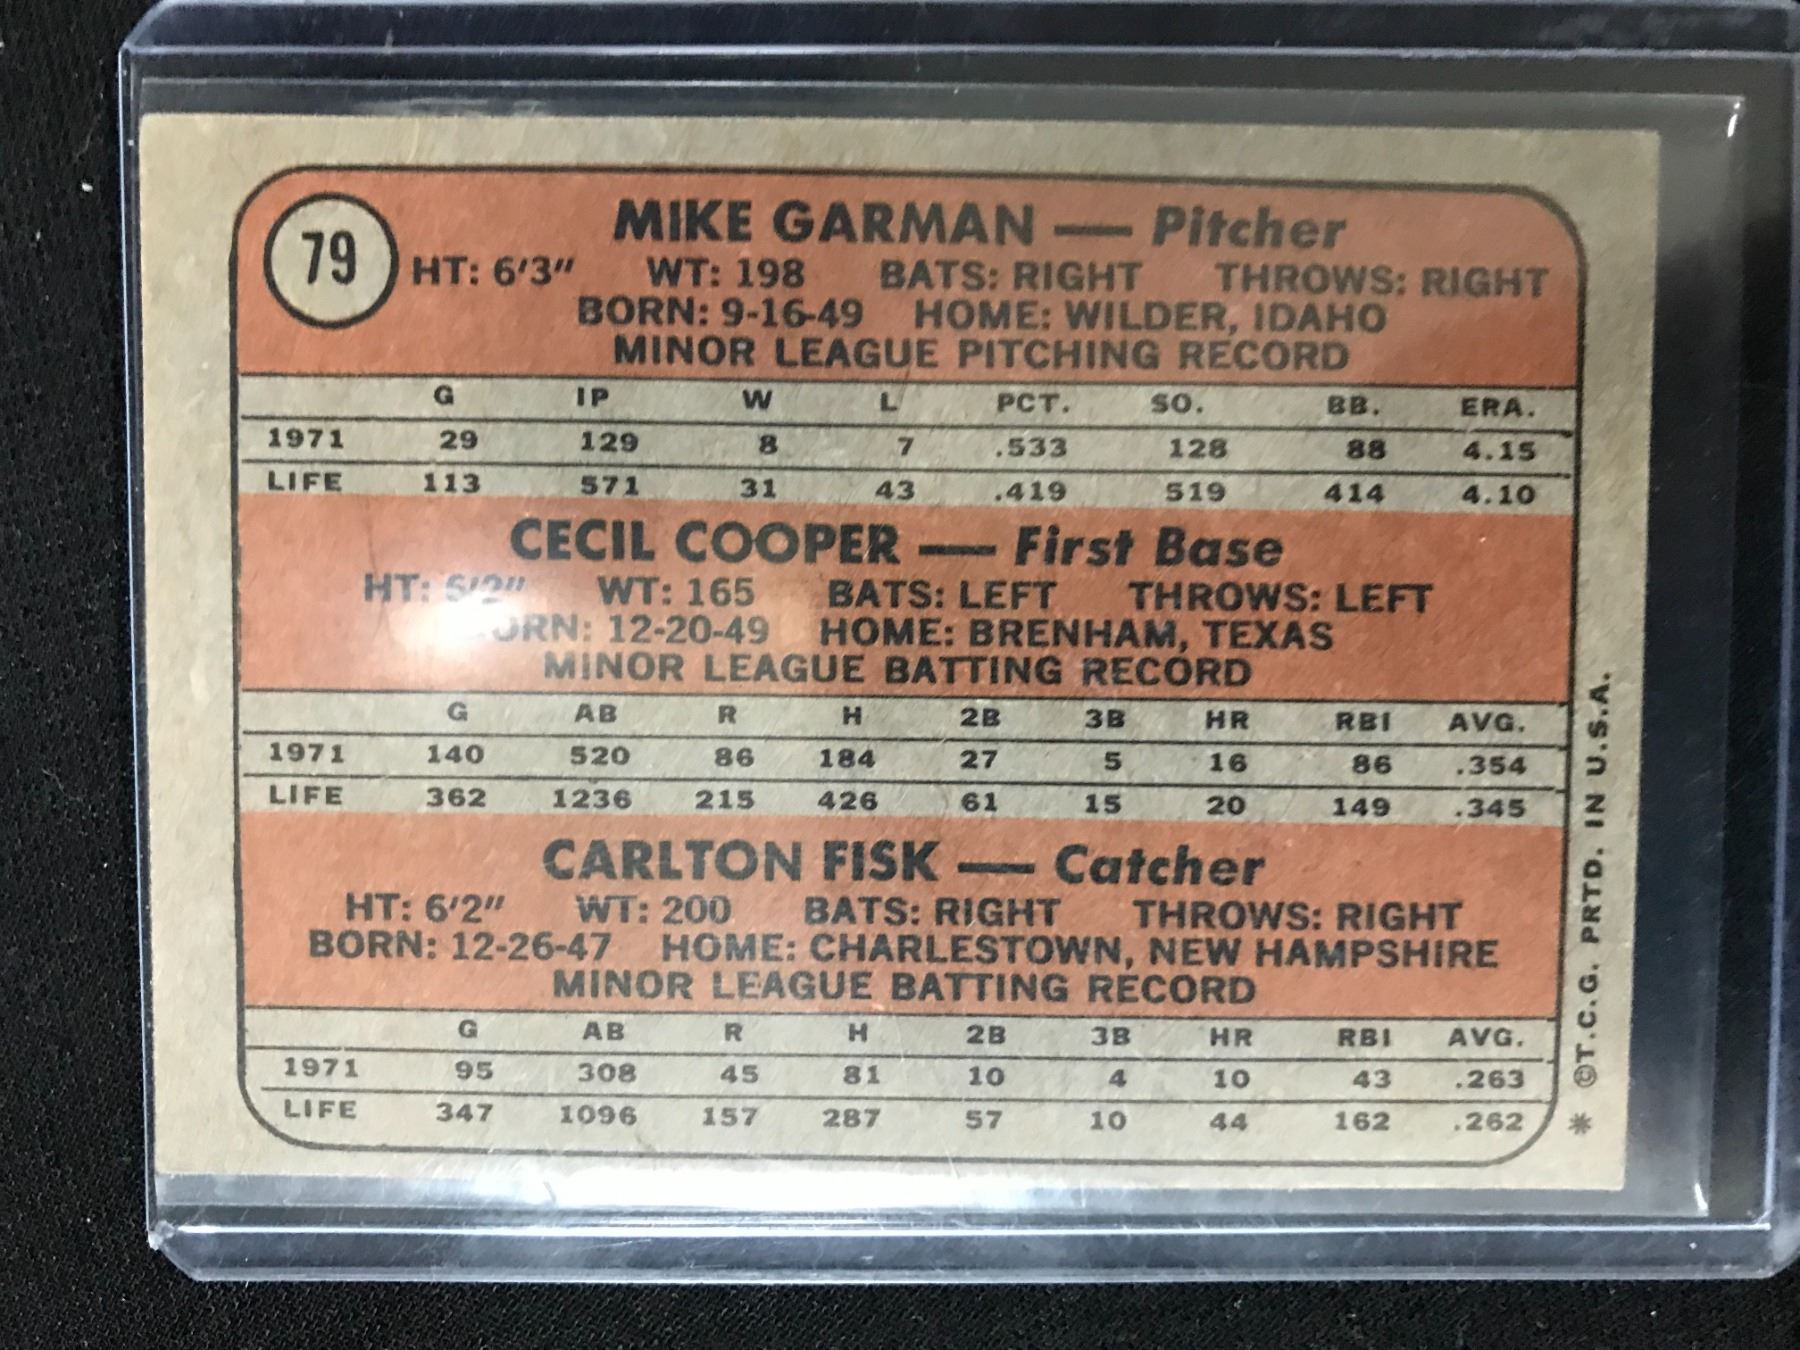 79
MIKE GARMAN — Pitcher
HT: 6'3" WT: 198 BATS: RIGHT THROWS: RIGHT
BORN: 9-16-49 HOME: WILDER, IDAHO
MINOR LEAGUE PITCHING RECORD
G IP W L PCT. SO. BB. ERA.
1971 29 129 8 7 .533 128 88 4.15
LIFE 113 571 31 43 .419 519 414 4.10
CECIL COOPER — First Base
HT: 6'2" WT: 165 BATS: LEFT THROWS: LEFT
BORN: 12-20-49 HOME: BRENHAM, TEXAS
MINOR LEAGUE BATTING RECORD
G AB R H 2B 3B HR RBI AVG.
1971 140 520 86 184 27 5 16 86 .354
LIFE 362 1236 215 426 61 15 20 149 .345
CARLTON FISK — Catcher
HT: 6'2" WT: 200 BATS: RIGHT THROWS: RIGHT
BORN: 12-26-47 HOME: CHARLESTOWN, NEW HAMPSHIRE
MINOR LEAGUE BATTING RECORD
G AB R H 2B 3B HR RBI AVG.
1971 95 308 45 81 10 4 10 43 .263
LIFE 347 1096 157 287 57 10 44 162 .262
* ©T.C.G. PRTD. IN U.S.A.